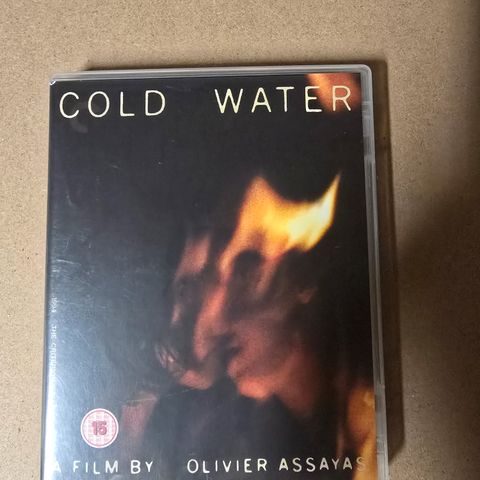 COLD WATER
15
A FILM BY OLIVIER ASSAYAS